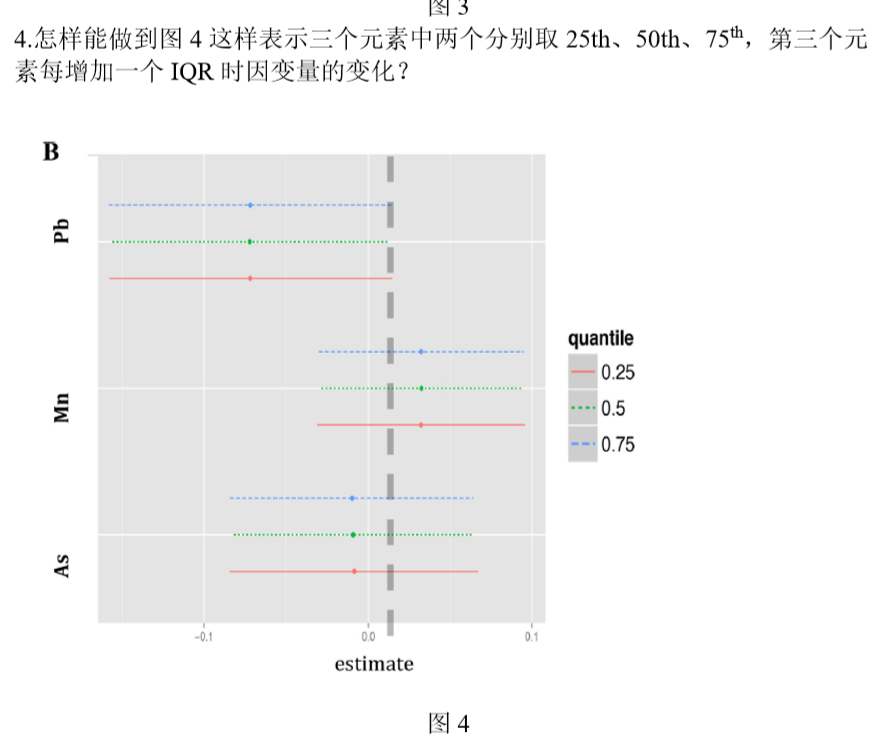 图 3
4.怎样能做到图 4 这样表示三个元素中两个分别取 25th、50th、75th，第三个元
素每增加一个 IQR 时因变量的变化？
B
Pb
Mn
As
quantile
0.25
0.5
0.75
-0.1
0.0
0.1
estimate
图 4